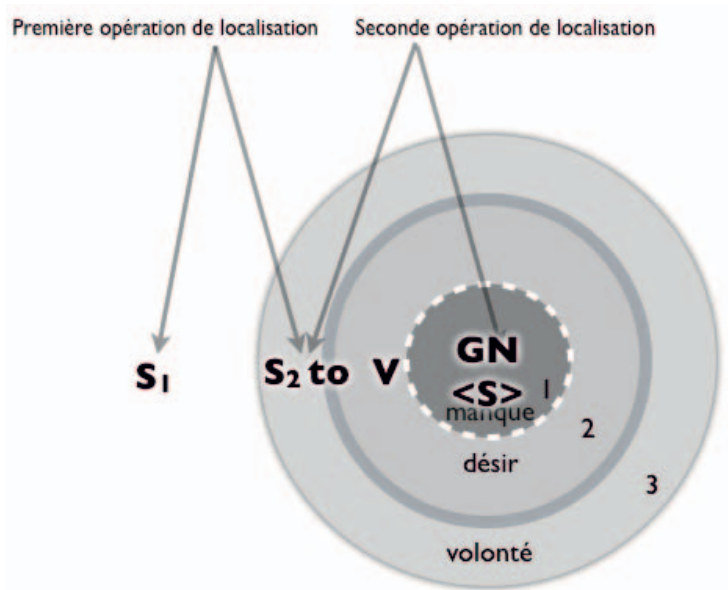 Première opération de localisation
Seconde opération de localisation
S1
S2 to V
GN
<S>
1
manque
2
désir
3
volonté